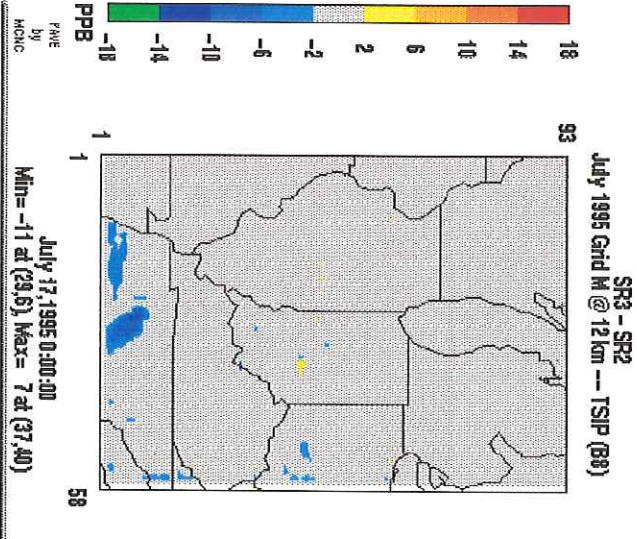 SR3 - SR2
July 1995 Grid M @ 12 km --- TSIP (B8)
18
14
10
6
2
-2
-6
-10
-14
-18
PPB
PAVE
by
MCNC
93
1
1
58
July 17,1995 0:00:00
Min= -11 at (29,6), Max= 7 at (37,40)